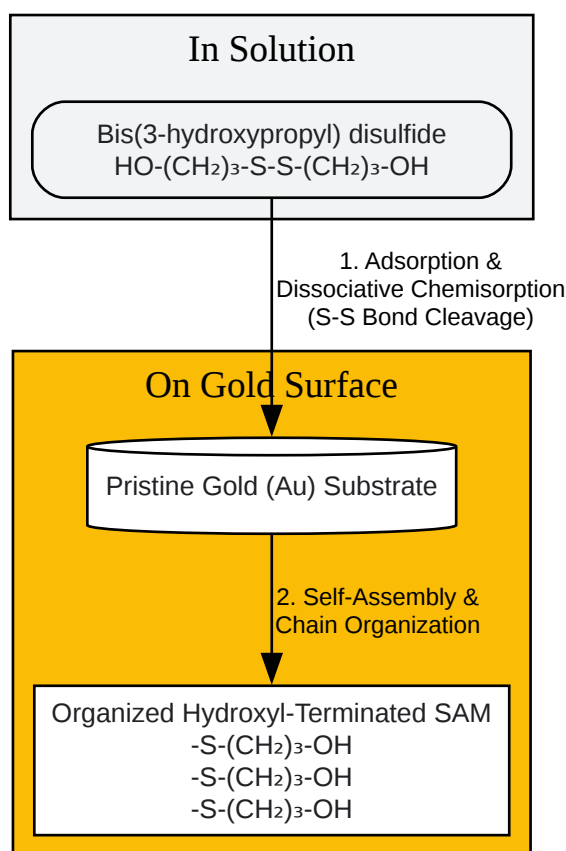 In Solution
Bis(3-hydroxypropyl) disulfide
HO-(CH₂)₃-S-S-(CH₂)₃-OH
1. Adsorption &
Dissociative Chemisorption
(S-S Bond Cleavage)
On Gold Surface
Pristine Gold (Au) Substrate
2. Self-Assembly &
Chain Organization
Organized Hydroxyl-Terminated SAM
-S-(CH₂)₃-OH
-S-(CH₂)₃-OH
-S-(CH₂)₃-OH